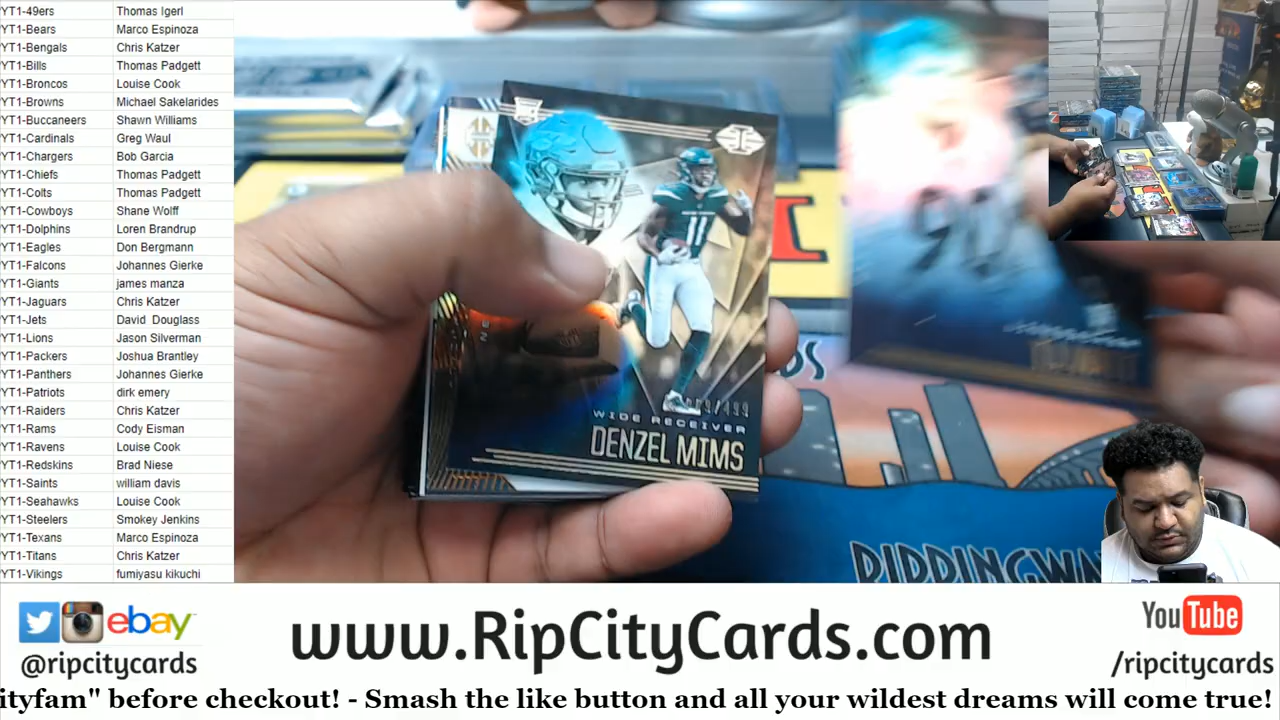 YT1-49ers Thomas Igerl
YT1-Bears Marco Espinoza
YT1-Bengals Chris Katzer
YT1-Bills Thomas Padgett
YT1-Broncos Louise Cook
YT1-Browns Michael Sakelarides
YT1-Buccaneers Shawn Williams
YT1-Cardinals Greg Waul
YT1-Chargers Bob Garcia
YT1-Chiefs Thomas Padgett
YT1-Colts Thomas Padgett
YT1-Cowboys Shane Wolff
YT1-Dolphins Loren Brandrup
YT1-Eagles Don Bergmann
YT1-Falcons Johannes Gierke
YT1-Giants james manza
YT1-Jaguars Chris Katzer
YT1-Jets David Douglass
YT1-Lions Jason Silverman
YT1-Packers Joshua Brantley
YT1-Panthers Johannes Gierke
YT1-Patriots dirk emery
YT1-Raiders Chris Katzer
YT1-Rams Cody Eisman
YT1-Ravens Louise Cook
YT1-Redskins Brad Niese
YT1-Saints william davis
YT1-Seahawks Louise Cook
YT1-Steelers Smokey Jenkins
YT1-Texans Marco Espinoza
YT1-Titans Chris Katzer
YT1-Vikings fumiyasu kikuchi
11
WIDE RECEIVER
DENZEL MIMS
RIPPINGWA
ebay
@ripcitycards
www.RipCityCards.com
YouTube
/ripcitycards
ityfam" before checkout! - Smash the like button and all your wildest dreams will come true!